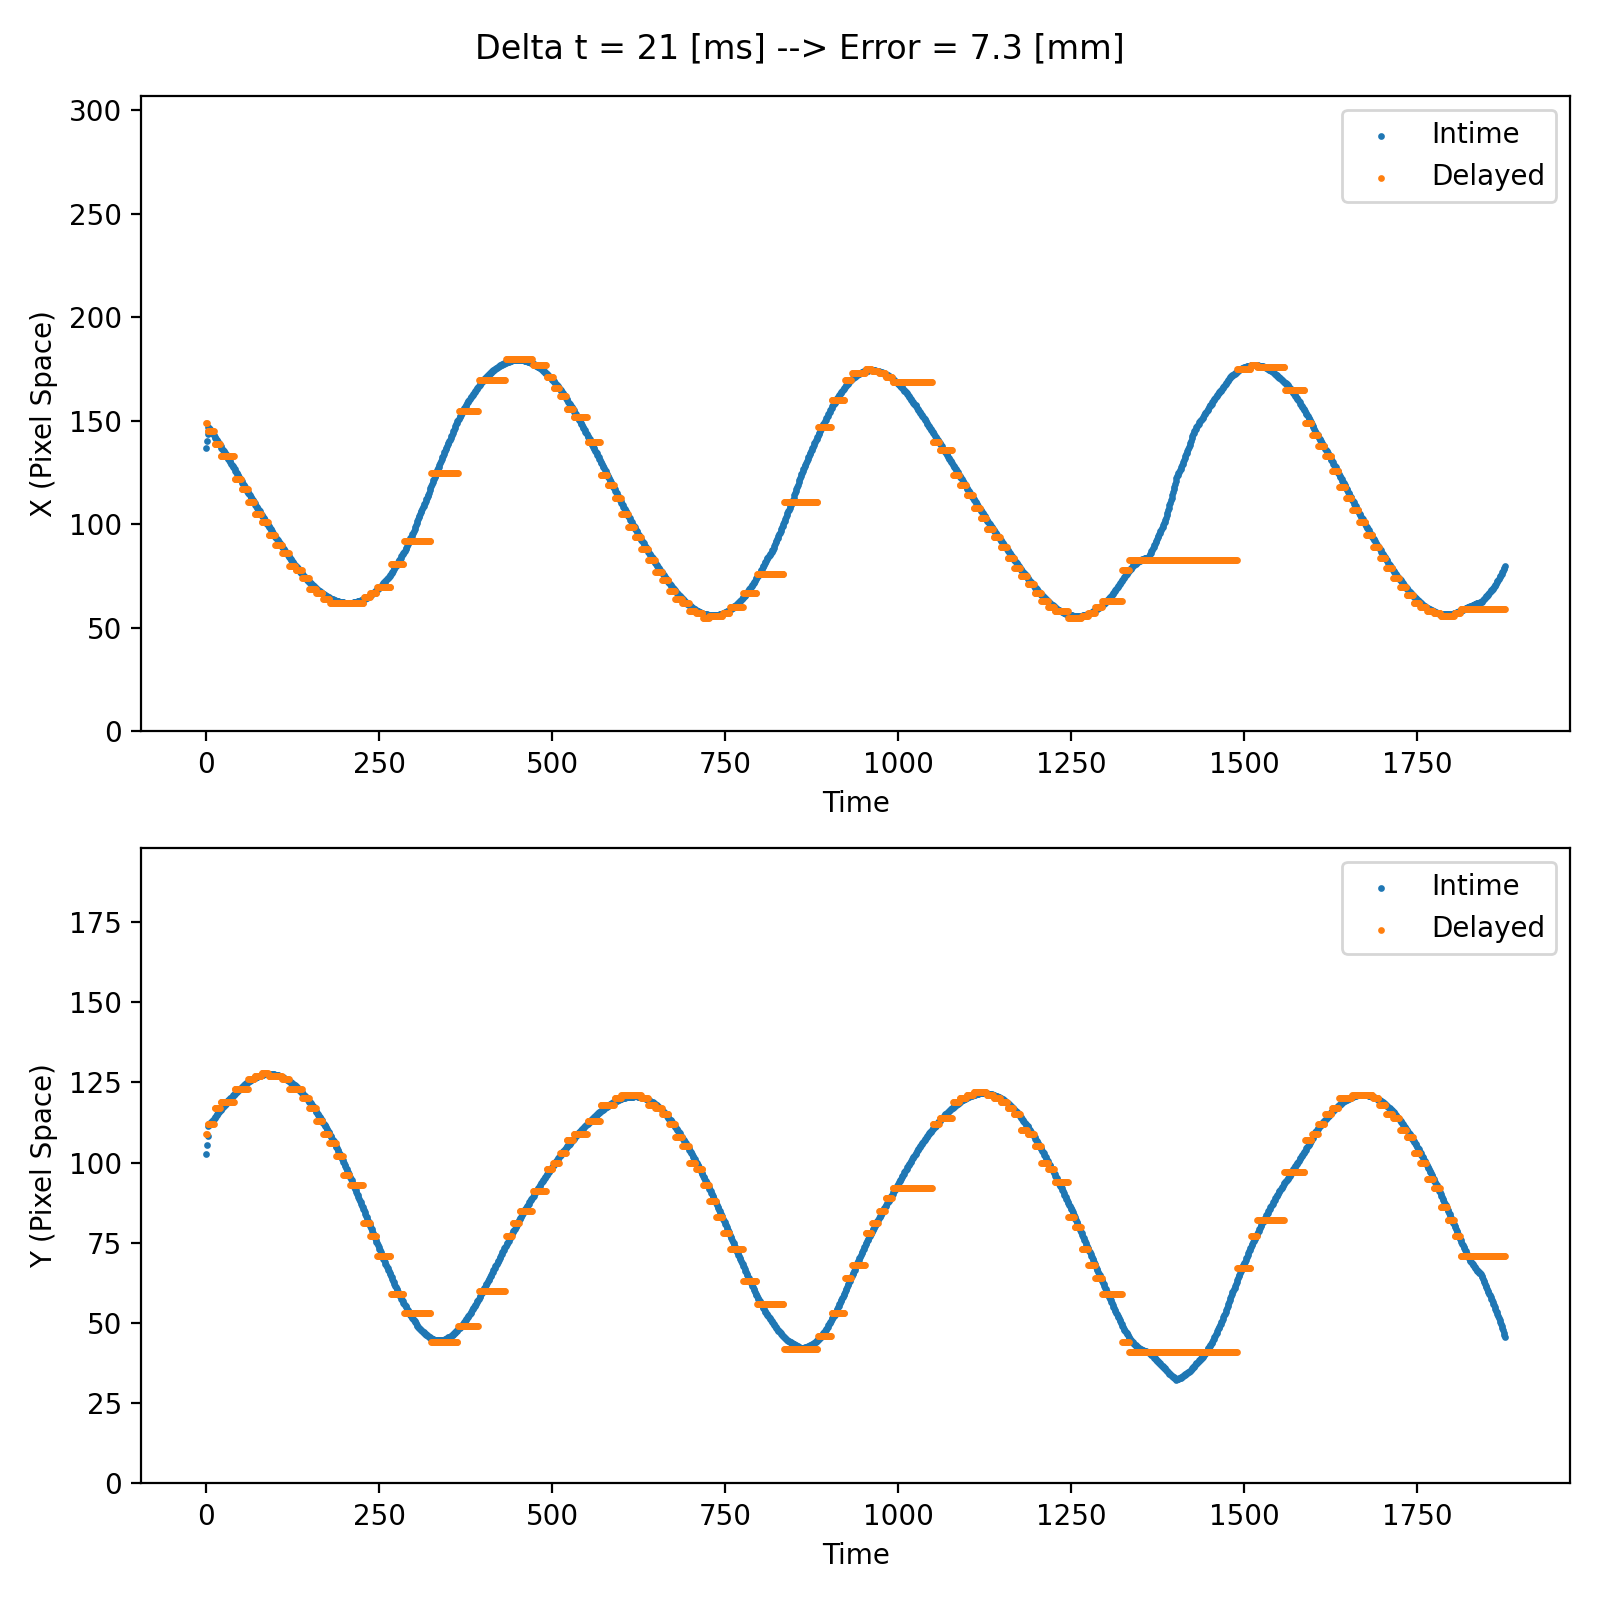 Delta t = 21 [ms] --> Error = 7.3 [mm]
300
250
200
150
100
50
0
X (Pixel Space)
Intime
Delayed
0 250 500 750 1000 1250 1500 1750
Time
175
150
125
100
75
50
25
0
Y (Pixel Space)
Intime
Delayed
0 250 500 750 1000 1250 1500 1750
Time